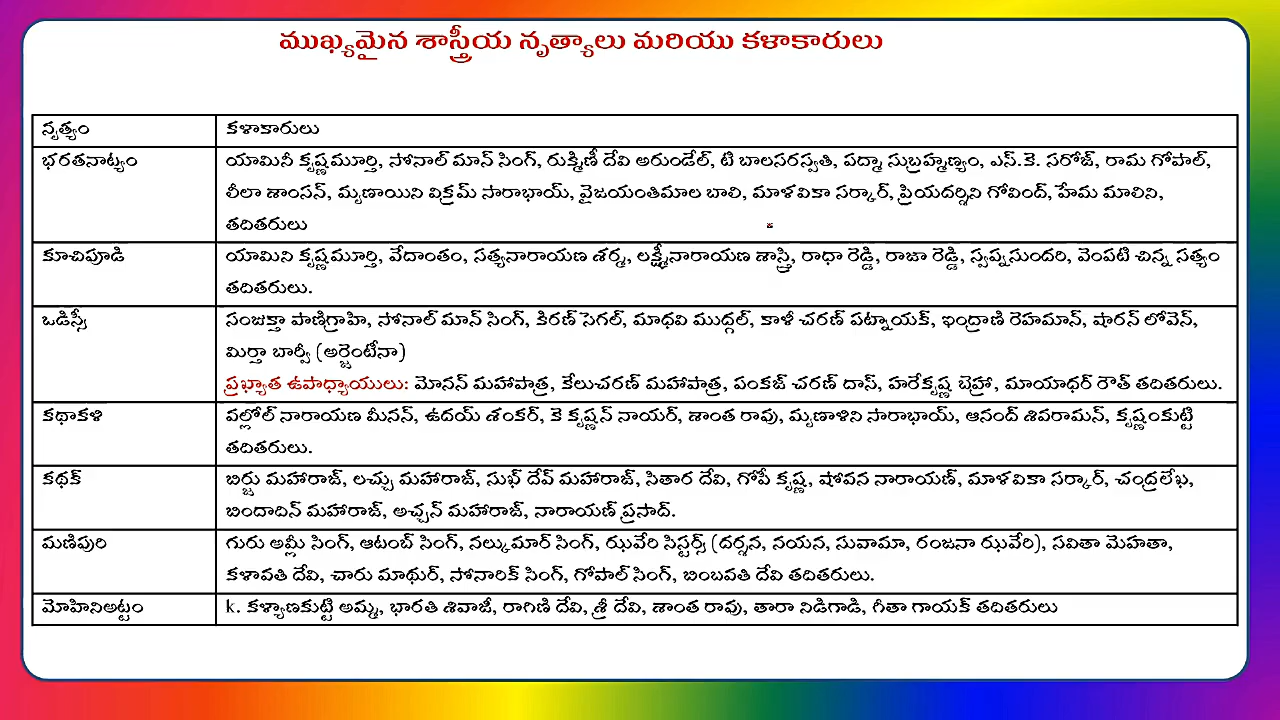 ముఖ్యమైన శాస్త్రీయ నృత్యాలు మరియు కళాకారులు
నృత్యం
కళాకారులు
భరతనాట్యం
యామినీ కృష్ణమూర్తి, సోనాల్ మాన్ సింగ్, రుక్మిణీ దేవి అరుండేల్, టి బాలసరస్వతి, పద్మా సుబ్రహ్మణ్యం, ఎస్.కె. సరోజ్, రామ గోపాల్,
లీలా శాంసన్, మృణాయిని విక్రమ్ సారాభాయ్, వైజయంతిమాల బాలి, మాళవికా సర్కార్, ప్రియదర్శిని గోవింద్, హేమ మాలిని,
తదితరులు
కూచిపూడి
యామిని కృష్ణమూర్తి, వేదాంతం, సత్యనారాయణ శర్మ, లక్ష్మీనారాయణ శాస్త్రి, రాధా రెడ్డి, రాజా రెడ్డి, స్వప్నసుందరి, వెంపటి చిన్న సత్యం
తదితరులు.
ఒడిస్సీ
సంజుక్తా పాణిగ్రాహి, సోనాల్ మాన్ సింగ్, కిరణ్ సెగల్, మాధవి ముద్గల్, కాళీ చరణ్ పట్నాయక్, ఇంద్రాణి రెహమాన్, షారన్ లోవెన్,
మిర్తా బార్వీ (అర్జెంటీనా)
ప్రఖ్యాత ఉపాధ్యాయులు: మోనన్ మహాపాత్ర, కేలుచరణ్ మహాపాత్ర, పంకజ్ చరణ్ దాస్, హరేకృష్ణ బెహ్రా, మాయాధర్ రౌత్ తదితరులు.
కథాకళి
వల్లోల్ నారాయణ మీనన్, ఉదయ్ శంకర్, కె కృష్ణన్ నాయర్, శాంత రావు, మృణాళిని సారాభాయ్, ఆనంద్ శివరామన్, కృష్ణంకుట్టి
తదితరులు.
కథక్
బిర్జు మహారాజ్, లచ్చు మహారాజ్, సుఖ్ దేవ్ మహారాజ్, సితార దేవి, గోపీ కృష్ణ, షోవన నారాయణ్, మాళవికా సర్కార్, చంద్రలేఖ,
బిందాదిన్ మహారాజ్, అచ్చన్ మహారాజ్, నారాయణ్ ప్రసాద్.
మణిపురి
గురు అమ్లీ సింగ్, ఆటంబ్ సింగ్, నల్కుమార్ సింగ్, ఝవేరి సిస్టర్స్ (దర్శన, నయన, సువామా, రంజనా ఝవేరి), సవితా మెహతా,
కళావతి దేవి, చారు మాథుర్, సోనారిక్ సింగ్, గోపాల్ సింగ్, బింబవతి దేవి తదితరులు.
మోహినిఅట్టం
k. కళ్యాణకుట్టి అమ్మ, భారతి శివాజీ, రాగిణి దేవి, శ్రీ దేవి, శాంత రావు, తారా నిడిగాడి, గీతా గాయక్ తదితరులు